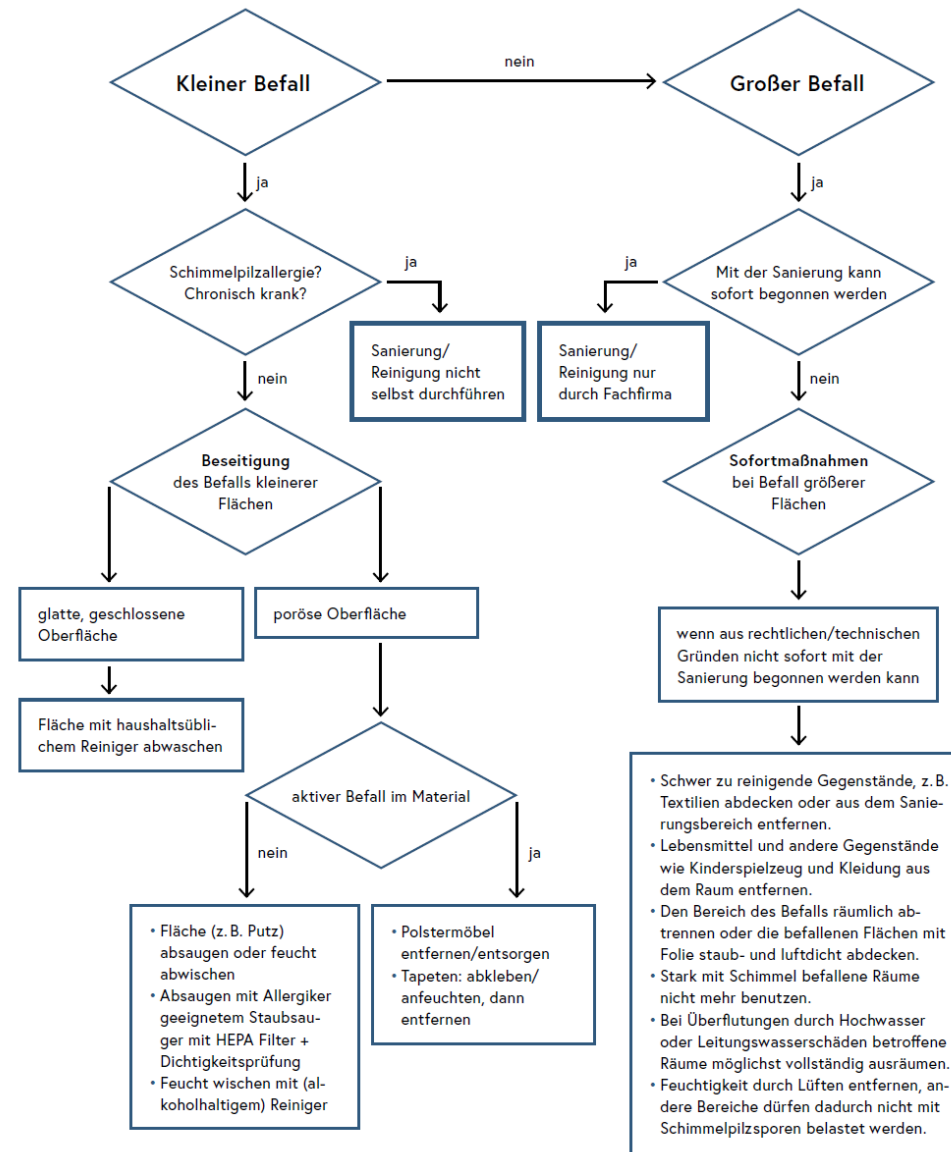 Kleiner Befall
nein
Großer Befall
ja
ja
Schimmelpilzallergie?
Chronisch krank?
ja
ja
Mit der Sanierung kann
sofort begonnen werden
Sanierung/
Reinigung nicht
selbst durchführen
Sanierung/
Reinigung nur
durch Fachfirma
nein
nein
Beseitigung
des Befalls kleinerer
Flächen
Sofortmaßnahmen
bei Befall größerer
Flächen
glatte, geschlossene
Oberfläche
poröse Oberfläche
wenn aus rechtlichen/technischen
Gründen nicht sofort mit der
Sanierung begonnen werden kann
Fläche mit haushaltsübli-
chem Reiniger abwaschen
aktiver Befall im Material
nein
ja
• Fläche (z. B. Putz)
absaugen oder feucht
abwischen
• Absaugen mit Allergiker
geeignetem Staubsau-
ger mit HEPA Filter +
Dichtigkeitsprüfung
• Feucht wischen mit (al-
koholhaltigem) Reiniger
• Polstermöbel
entfernen/entsorgen
• Tapeten: abkleben/
anfeuchten, dann
entfernen
• Schwer zu reinigende Gegenstände, z. B.
Textilien abdecken oder aus dem Sanie-
rungsbereich entfernen.
• Lebensmittel und andere Gegenstände
wie Kinderspielzeug und Kleidung aus
dem Raum entfernen.
• Den Bereich des Befalls räumlich ab-
trennen oder die befallenen Flächen mit
Folie staub- und luftdicht abdecken.
• Stark mit Schimmel befallene Räume
nicht mehr benutzen.
• Bei Überflutungen durch Hochwasser
oder Leitungswasserschäden betroffene
Räume möglichst vollständig ausräumen.
• Feuchtigkeit durch Lüften entfernen, an-
dere Bereiche dürfen dadurch nicht mit
Schimmelpilzsporen belastet werden.